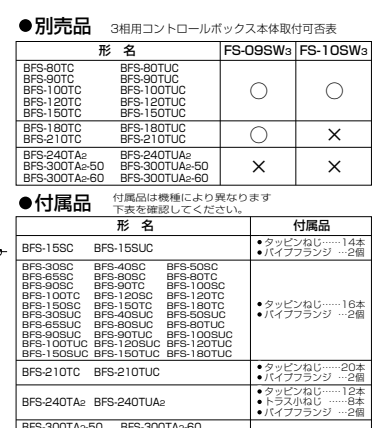 ●別売品 3相用コントロールボックス本体取付可否表
形 名 FS-09SW3 FS-10SW3
BFS-80TC BFS-80TUC
BFS-90TC BFS-90TUC
BFS-100TC BFS-100TUC
BFS-120TC BFS-120TUC
BFS-150TC BFS-150TUC
○ ○
BFS-180TC BFS-180TUC
BFS-210TC BFS-210TUC
○ ×
BFS-240TA2 BFS-240TUA2
BFS-300TA2-50 BFS-300TUA2-50
BFS-300TA2-60 BFS-300TUA2-60
× ×
●付属品 付属品は機種により異なります
下表を確認してください。
形 名 付属品
BFS-15SC BFS-15SUC
●タッピンねじ……14本
●パイプフランジ …2個
BFS-30SC BFS-40SC BFS-50SC
BFS-65SC BFS-80SC BFS-80TC
BFS-90SC BFS-90TC BFS-100SC
BFS-100TC BFS-120SC BFS-120TC
BFS-150SC BFS-150TC BFS-180TC
BFS-30SUC BFS-40SUC BFS-50SUC
BFS-65SUC BFS-80SUC BFS-80TUC
BFS-90SUC BFS-90TUC BFS-100SUC
BFS-100TUC BFS-120SUC BFS-120TUC
BFS-150SUC BFS-150TUC BFS-180TUC
●タッピンねじ……16本
●パイプフランジ …2個
BFS-210TC BFS-210TUC
●タッピンねじ……20本
●パイプフランジ …2個
BFS-240TA2 BFS-240TUA2
●タッピンねじ……12本
●トラス小ねじ ……8本
●パイプフランジ …2個
BFS-300TA2-50 BFS-300TA2-60